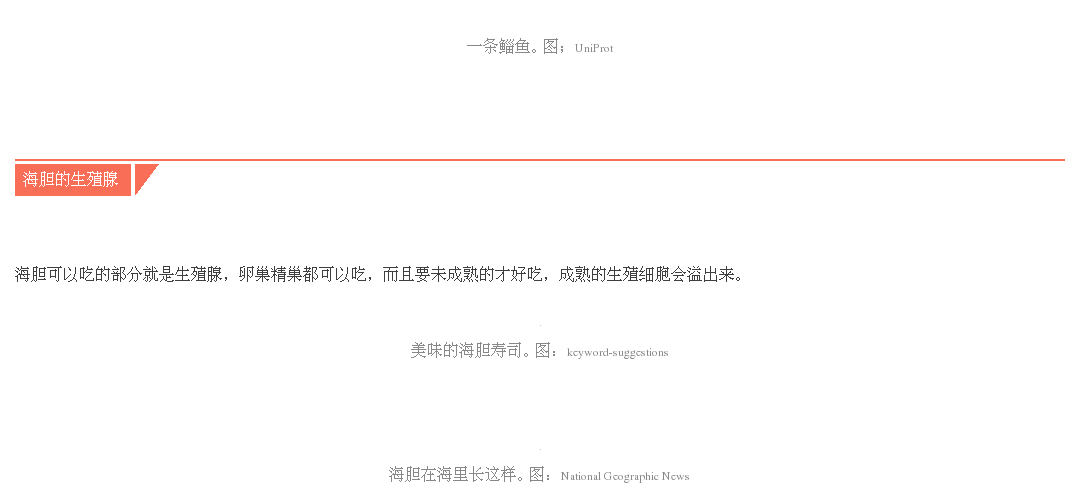 一条鲻鱼。图；UniProt
海胆的生殖腺
海胆可以吃的部分就是生殖腺，卵巢精巢都可以吃，而且要未成熟的才好吃，成熟的生殖细胞会溢出来。
美味的海胆寿司。图：keyword-suggestions
海胆在海里长这样。图：National Geographic News